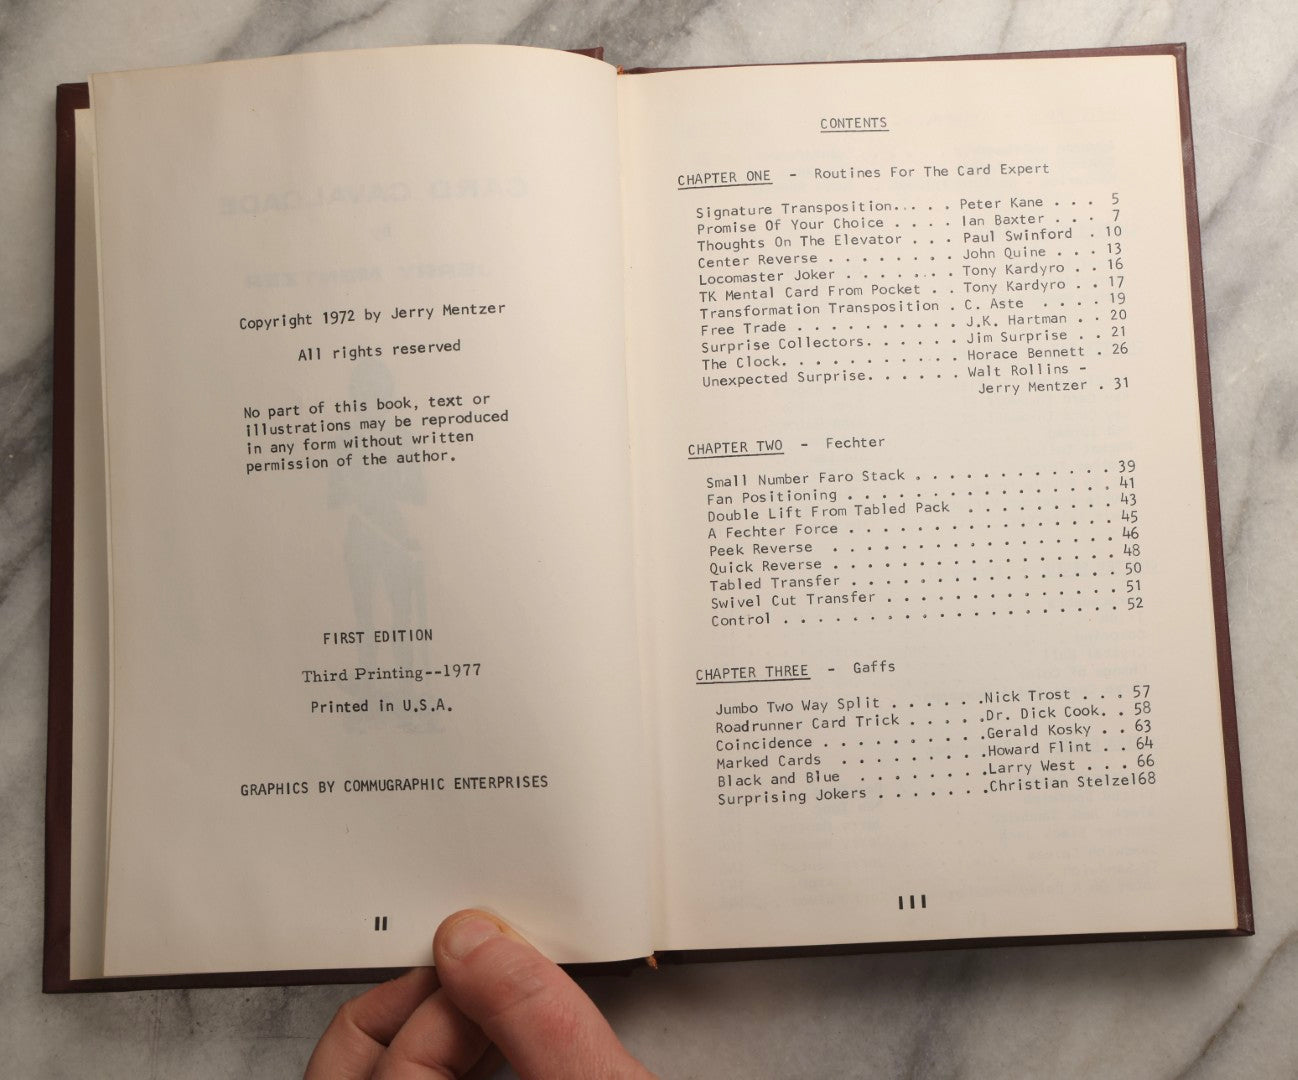 Copyright 1972 by Jerry Mentzer
All rights reserved
No part of this book, text or
illustrations may be reproduced
in any form without written
permission of the author.
FIRST EDITION
Third Printing--1977
Printed in U.S.A.
GRAPHICS BY COMMUGRAPHIC ENTERPRISES
II
CONTENTS
CHAPTER ONE - Routines For The Card Expert
Signature Transposition. . . . Peter Kane . . . 5
Promise Of Your Choice . . . . Ian Baxter . . . 7
Thoughts On The Elevator . . . Paul Swinford . 10
Center Reverse . . . . . . . . John Quine . . . 13
Locomaster Joker . . . . . . . Tony Kardyro . . 16
TK Mental Card From Pocket . . Tony Kardyro . . 17
Transformation Transposition . C. Aste . . . . 19
Free Trade . . . . . . . . . . J.K. Hartman . . 20
Surprise Collectors. . . . . . Jim Surprise . . 21
The Clock. . . . . . . . . . . Horace Bennett . 26
Unexpected Surprise. . . . . . Walt Rollins -
Jerry Mentzer . 31
CHAPTER TWO - Fechter
Small Number Faro Stack . . . . . . . . . . . 39
Fan Positioning . . . . . . . . . . . . . . . 41
Double Lift From Tabled Pack . . . . . . . . 43
A Fechter Force . . . . . . . . . . . . . . . 45
Peek Reverse . . . . . . . . . . . . . . . . 46
Quick Reverse . . . . . . . . . . . . . . . . 48
Tabled Transfer . . . . . . . . . . . . . . . 50
Swivel Cut Transfer . . . . . . . . . . . . . 51
Control . . . . . . . . . . . . . . . . . . . 52
CHAPTER THREE - Gaffs
Jumbo Two Way Split . . . . . .Nick Trost . . . 57
Roadrunner Card Trick . . . . .Dr. Dick Cook. . 58
Coincidence . . . . . . . . . .Gerald Kosky . . 63
Marked Cards . . . . . . . . .Howard Flint . . 64
Black and Blue . . . . . . . .Larry West . . . 66
Surprising Jokers . . . . . . .Christian Stelzel68
III